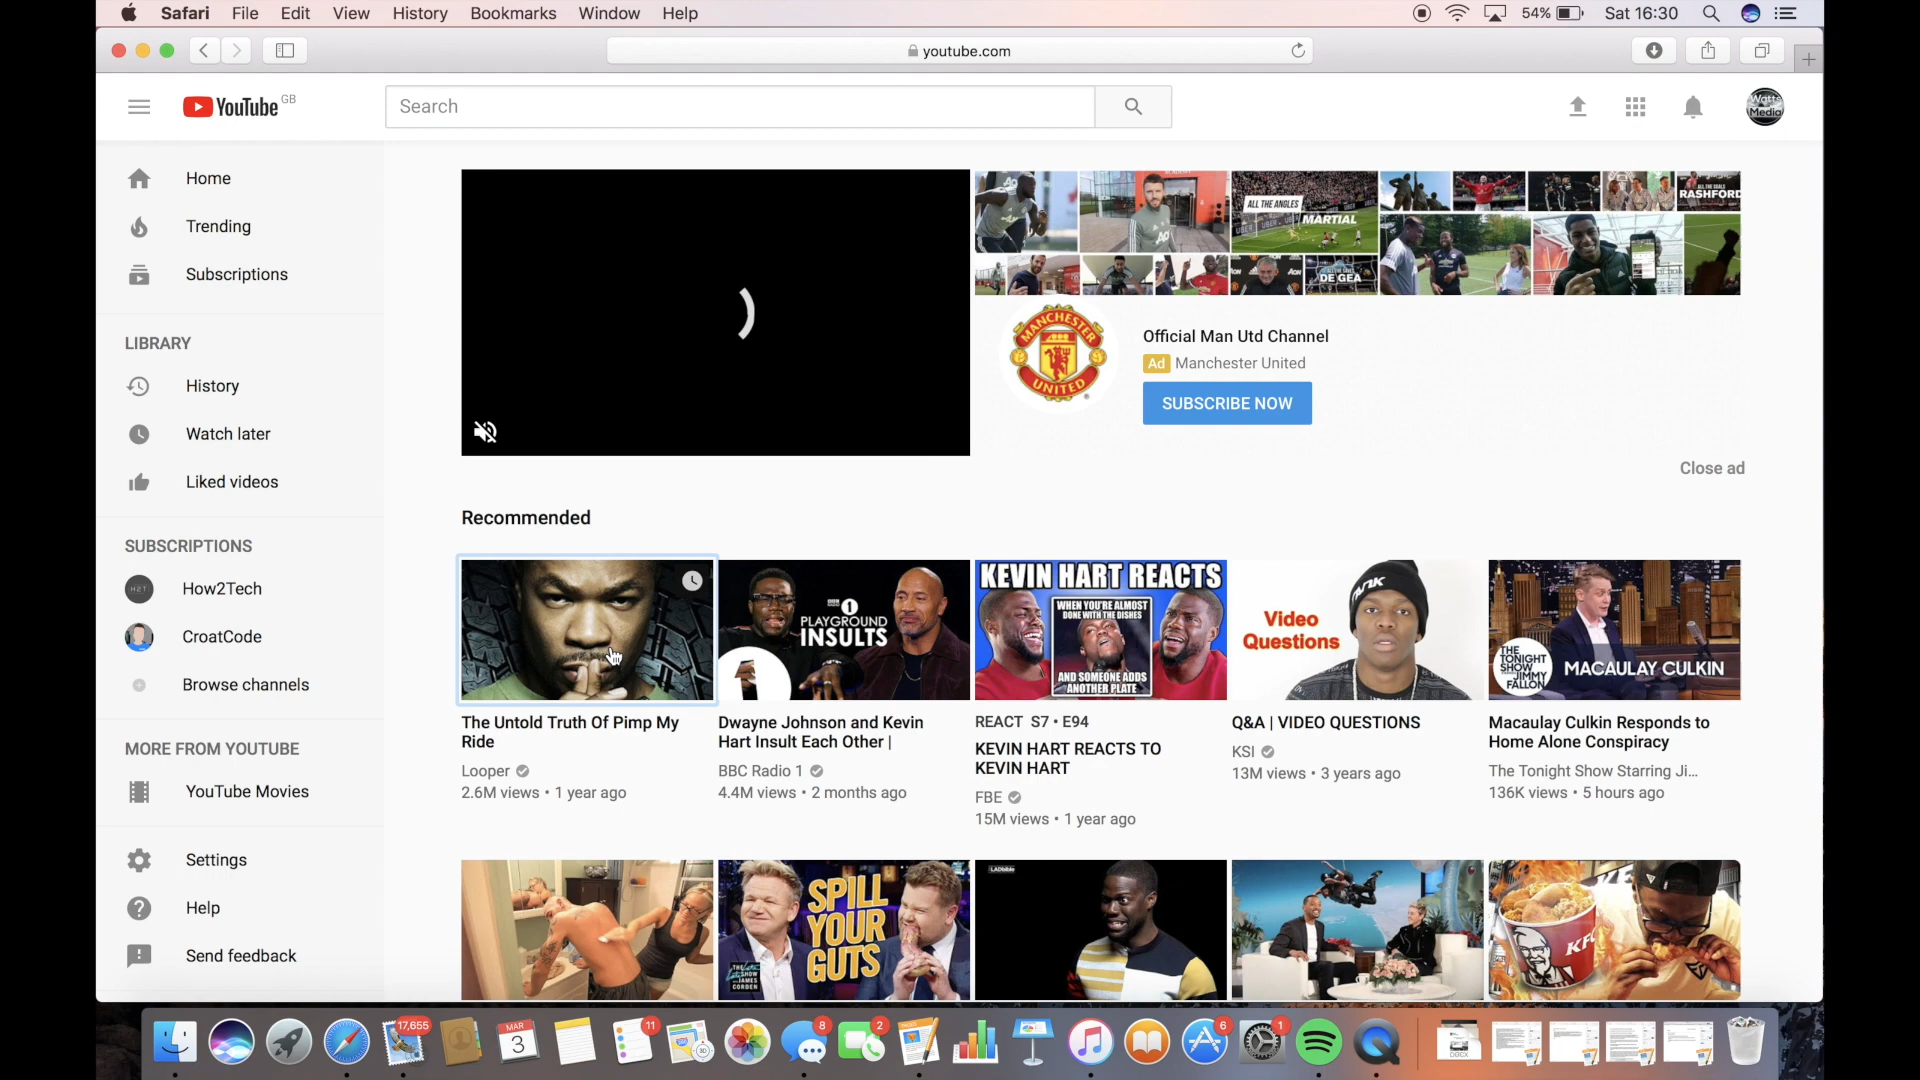 Safari File Edit View History Bookmarks Window Help
54% Sat 16:30
youtube.com
YouTube GB
Search
Watts Media
Home
Trending
Subscriptions
LIBRARY
History
Watch later
Liked videos
SUBSCRIPTIONS
H2T How2Tech
CroatCode
Browse channels
MORE FROM YOUTUBE
YouTube Movies
Settings
Help
Send feedback
ALL THE ANGLES
MARTIAL
RASHFORD
DE GEA
MANCHESTER
UNITED
Official Man Utd Channel
Ad Manchester United
SUBSCRIBE NOW
Close ad
Recommended
The Untold Truth Of Pimp My
Ride
Looper
2.6M views • 1 year ago
PLAYGROUND
INSULTS
Dwayne Johnson and Kevin
Hart Insult Each Other |
BBC Radio 1
4.4M views • 2 months ago
KEVIN HART REACTS
WHEN YOU'RE ALMOST
DONE WITH THE DISHES
AND SOMEONE ADDS
ANOTHER PLATE
REACT S7 • E94
KEVIN HART REACTS TO
KEVIN HART
FBE
15M views • 1 year ago
Video
Questions
Q&A | VIDEO QUESTIONS
KSI
13M views • 3 years ago
THE
TONIGHT
SHOW
JIMMY
FALLON
MACAULAY CULKIN
Macaulay Culkin Responds to
Home Alone Conspiracy
The Tonight Show Starring Ji...
136K views • 5 hours ago
SPILL
YOUR
GUTS
LADbible
KFC
17,655
MAR
3
11
8
2
6
1
DOCX